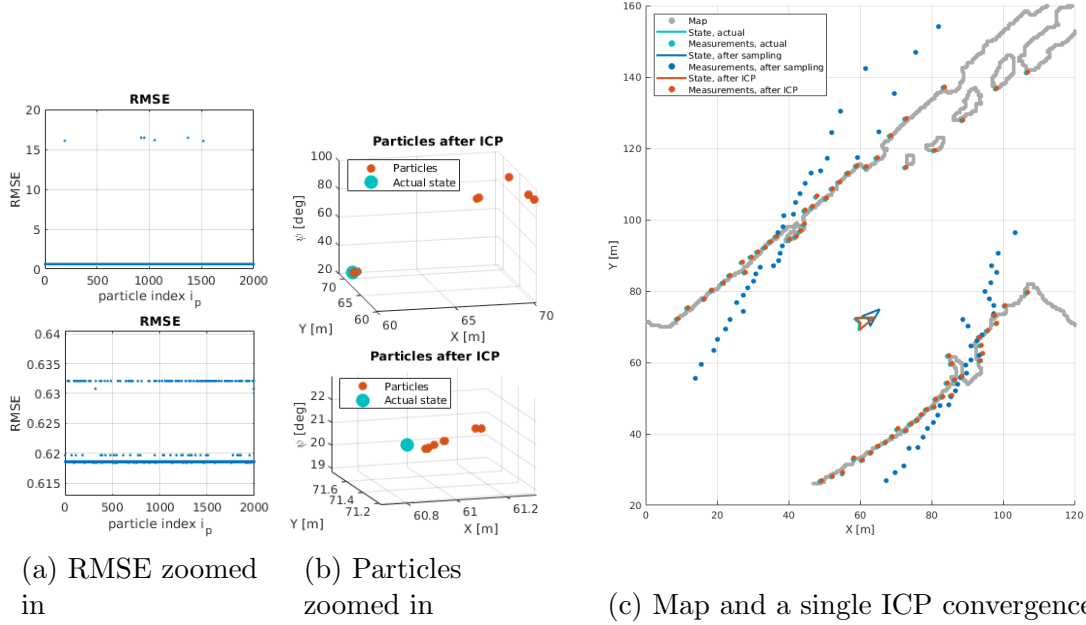 RMSE
20
15
10
5
0
RMSE
0 500 1000 1500 2000
particle index i_p
RMSE
0.64
0.635
0.63
0.625
0.62
0.615
RMSE
0 500 1000 1500 2000
particle index i_p
(a) RMSE zoomed
in
Particles after ICP
Particles
Actual state
100
80
60
40
20
ψ [deg]
70
65
60
Y [m]
60 65 70
X [m]
Particles after ICP
Particles
Actual state
22
21
20
19
ψ [deg]
71.6
71.4
71.2
Y [m]
60.8 61 61.2
X [m]
(b) Particles
zoomed in
Map
State, actual
Measurements, actual
State, after sampling
Measurements, after sampling
State, after ICP
Measurements, after ICP
160
140
120
100
80
60
40
20
Y [m]
0 20 40 60 80 100 120
X [m]
(c) Map and a single ICP convergence